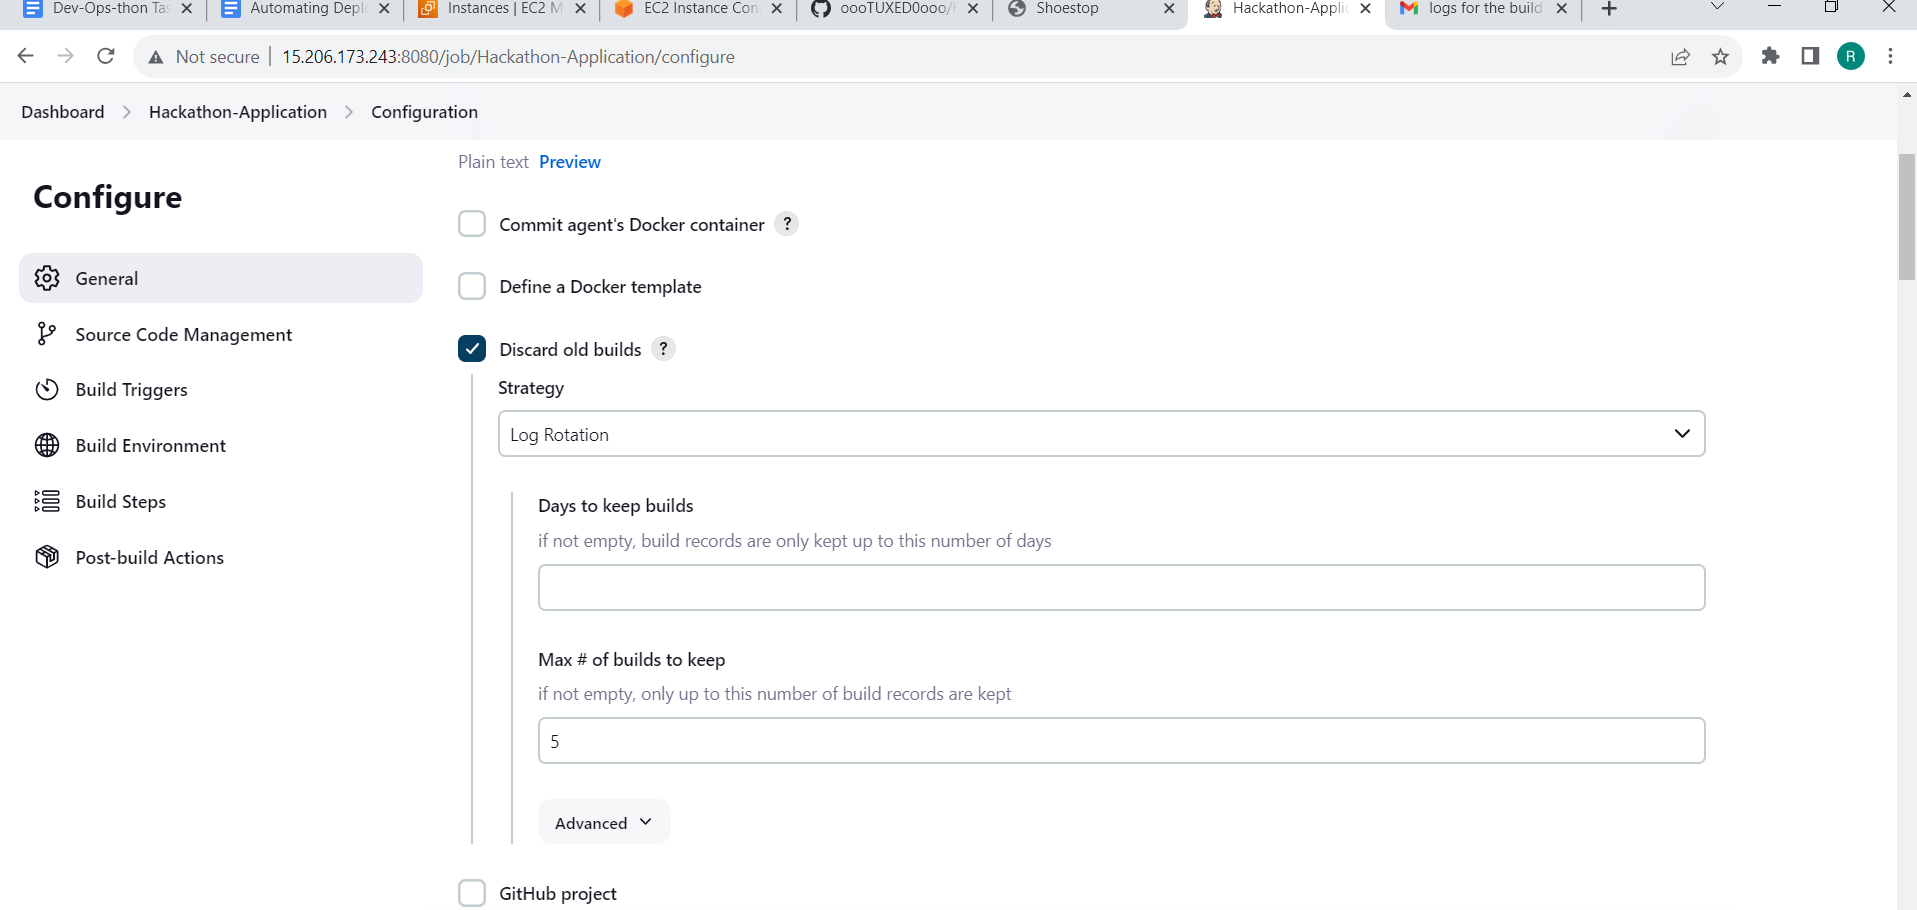 Dev-Ops-thon Tas
Automating Depl
Instances | EC2 M
EC2 Instance Con
oooTUXED0ooo/
Shoestop
Hackathon-Applic
logs for the build
Not secure | 15.206.173.243:8080/job/Hackathon-Application/configure
R
Dashboard > Hackathon-Application > Configuration
Configure
General
Source Code Management
Build Triggers
Build Environment
Build Steps
Post-build Actions
Plain text Preview
Commit agent's Docker container ?
Define a Docker template
Discard old builds ?
Strategy
Log Rotation
Days to keep builds
if not empty, build records are only kept up to this number of days
Max # of builds to keep
if not empty, only up to this number of build records are kept
5
Advanced
GitHub project